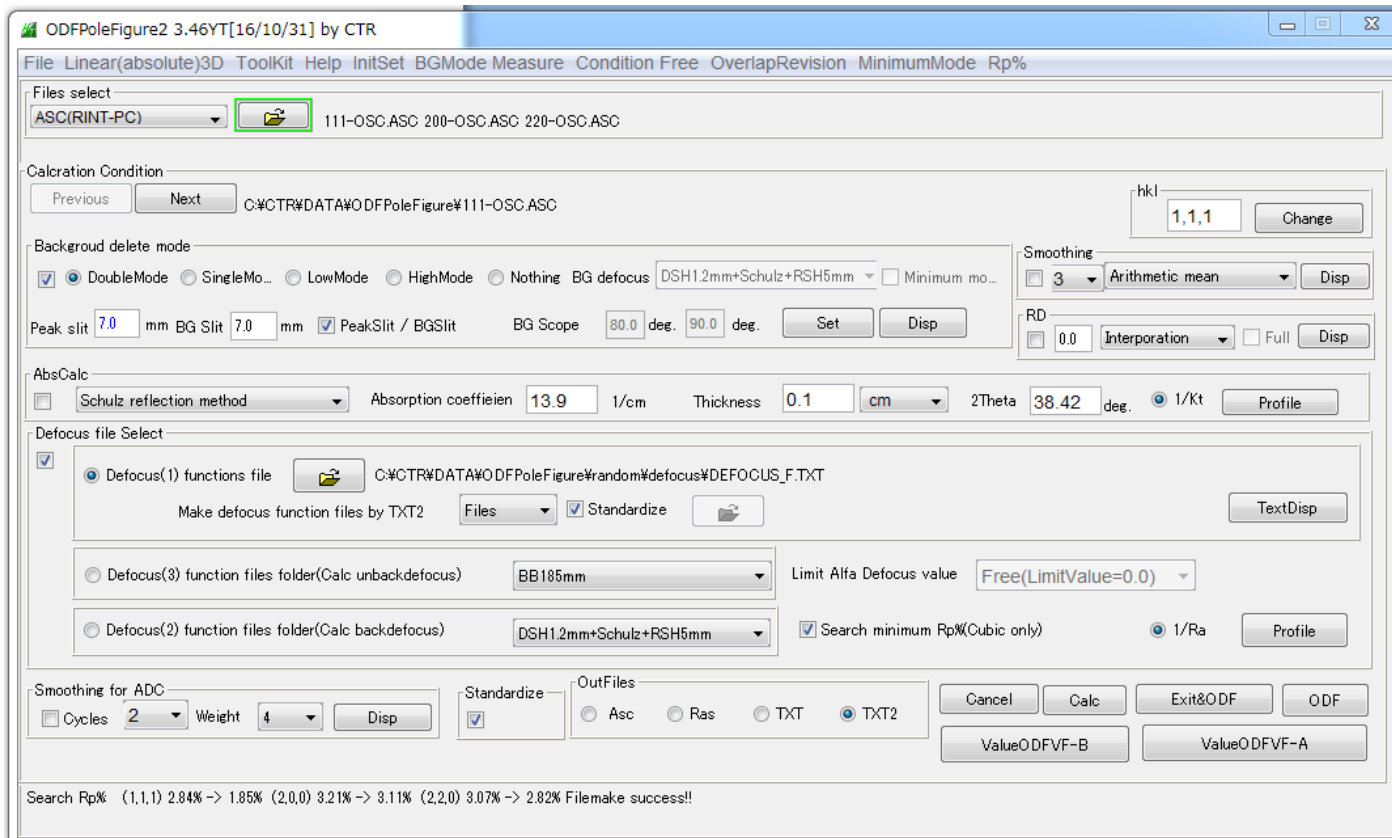 ODFPoleFigure2 3.46YT[16/10/31] by CTR
File Linear(absolute)3D ToolKit Help InitSet BGMode Measure Condition Free OverlapRevision MinimumMode Rp%
Files select
ASC(RINT-PC) 111-OSC.ASC 200-OSC.ASC 220-OSC.ASC
Calcration Condition
Previous Next C:¥CTR¥DATA¥ODFPoleFigure¥111-OSC.ASC
hkl
1,1,1 Change
Backgroud delete mode
DoubleMode SingleMo... LowMode HighMode Nothing BG defocus DSH1.2mm+Schulz+RSH5mm Minimum mo...
Peak slit 7.0 mm BG Slit 7.0 mm PeakSlit / BGSlit BG Scope 80.0 deg. 90.0 deg. Set Disp
Smoothing
3 Arithmetic mean Disp
RD
0.0 Interporation Full Disp
AbsCalc
Schulz reflection method Absorption coeffieien 13.9 1/cm Thickness 0.1 cm 2Theta 38.42 deg. 1/Kt Profile
Defocus file Select
Defocus(1) functions file C:¥CTR¥DATA¥ODFPoleFigure¥random¥defocus¥DEFOCUS_F.TXT
Make defocus function files by TXT2 Files Standardize TextDisp
Defocus(3) function files folder(Calc unbackdefocus) BB185mm Limit Alfa Defocus value Free(LimitValue=0.0)
Defocus(2) function files folder(Calc backdefocus) DSH1.2mm+Schulz+RSH5mm Search minimum Rp%(Cubic only) 1/Ra Profile
Smoothing for ADC
Cycles 2 Weight 4 Disp
Standardize
OutFiles
Asc Ras TXT TXT2
Cancel Calc Exit&ODF ODF
ValueODFVF-B ValueODFVF-A
Search Rp% (1,1,1) 2.84% -> 1.85% (2,0,0) 3.21% -> 3.11% (2,2,0) 3.07% -> 2.82% Filemake success!!